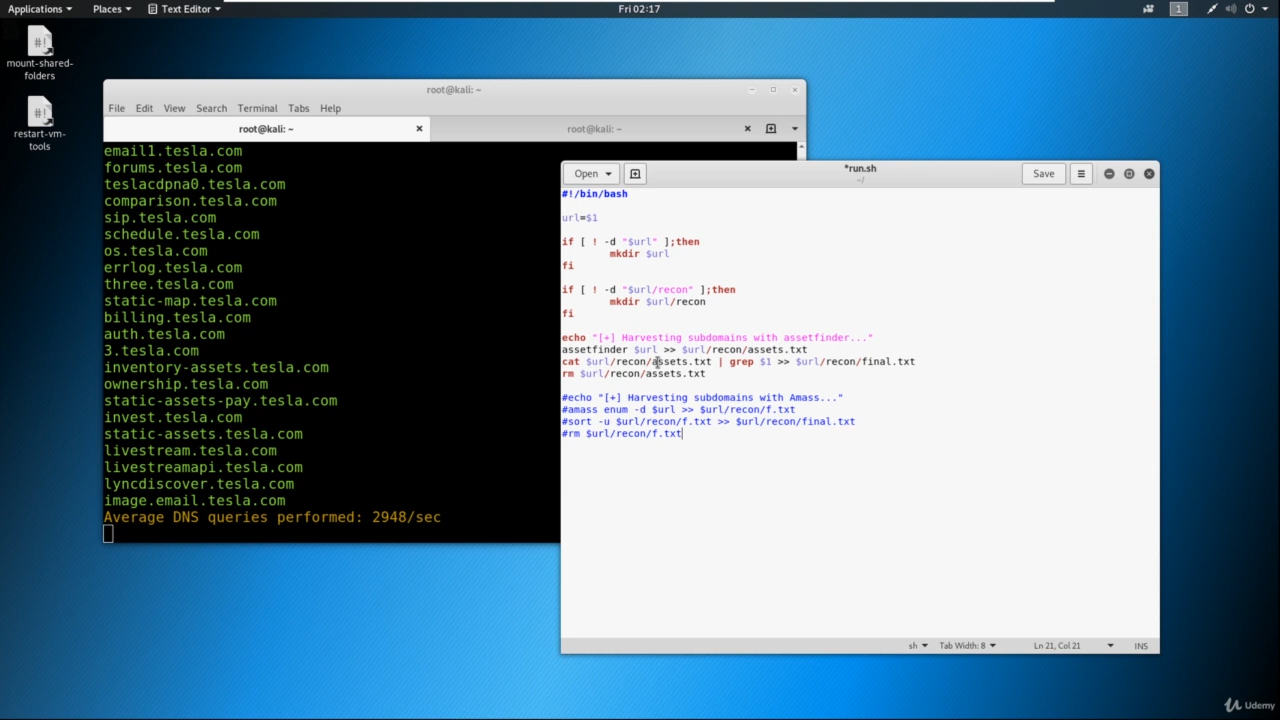 Applications
Places
Text Editor
Fri 02:17
1
mount-shared-
folders
restart-vm-
tools
root@kali: ~
File Edit View Search Terminal Tabs Help
root@kali: ~
root@kali: ~
email1.tesla.com
forums.tesla.com
teslacdpna0.tesla.com
comparison.tesla.com
sip.tesla.com
schedule.tesla.com
os.tesla.com
errlog.tesla.com
three.tesla.com
static-map.tesla.com
billing.tesla.com
auth.tesla.com
3.tesla.com
inventory-assets.tesla.com
ownership.tesla.com
static-assets-pay.tesla.com
invest.tesla.com
static-assets.tesla.com
livestream.tesla.com
livestreamapi.tesla.com
lyncdiscover.tesla.com
image.email.tesla.com
Average DNS queries performed: 2948/sec
Open
*run.sh
~/
Save
#!/bin/bash
url=$1
if [ ! -d "$url" ];then
mkdir $url
fi
if [ ! -d "$url/recon" ];then
mkdir $url/recon
fi
echo "[+] Harvesting subdomains with assetfinder..."
assetfinder $url >> $url/recon/assets.txt
cat $url/recon/assets.txt | grep $1 >> $url/recon/final.txt
rm $url/recon/assets.txt
#echo "[+] Harvesting subdomains with Amass..."
#amass enum -d $url >> $url/recon/f.txt
#sort -u $url/recon/f.txt >> $url/recon/final.txt
#rm $url/recon/f.txt
sh
Tab Width: 8
Ln 21, Col 21
INS
Udemy